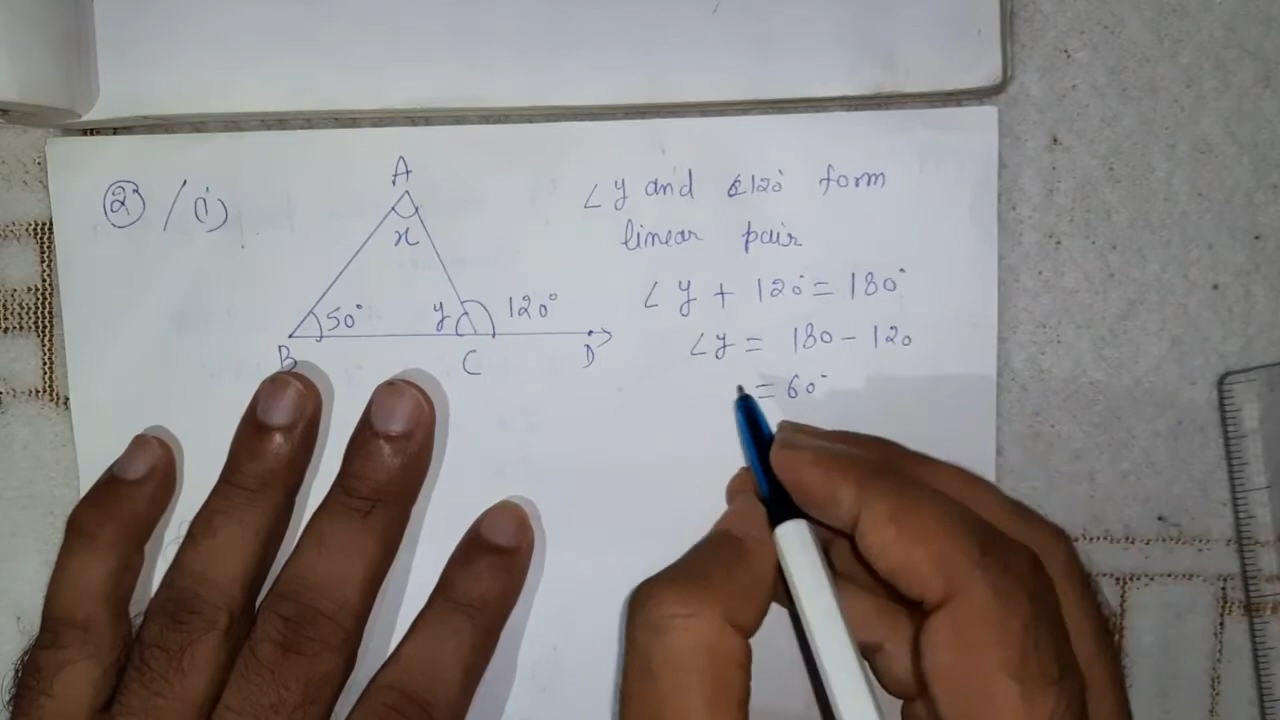 ② / (i)
A
x
50°
y
120°
B
C
D
∠y and ∠120° form
linear pair
∠y + 120° = 180°
∠y = 180 - 120
= 60°